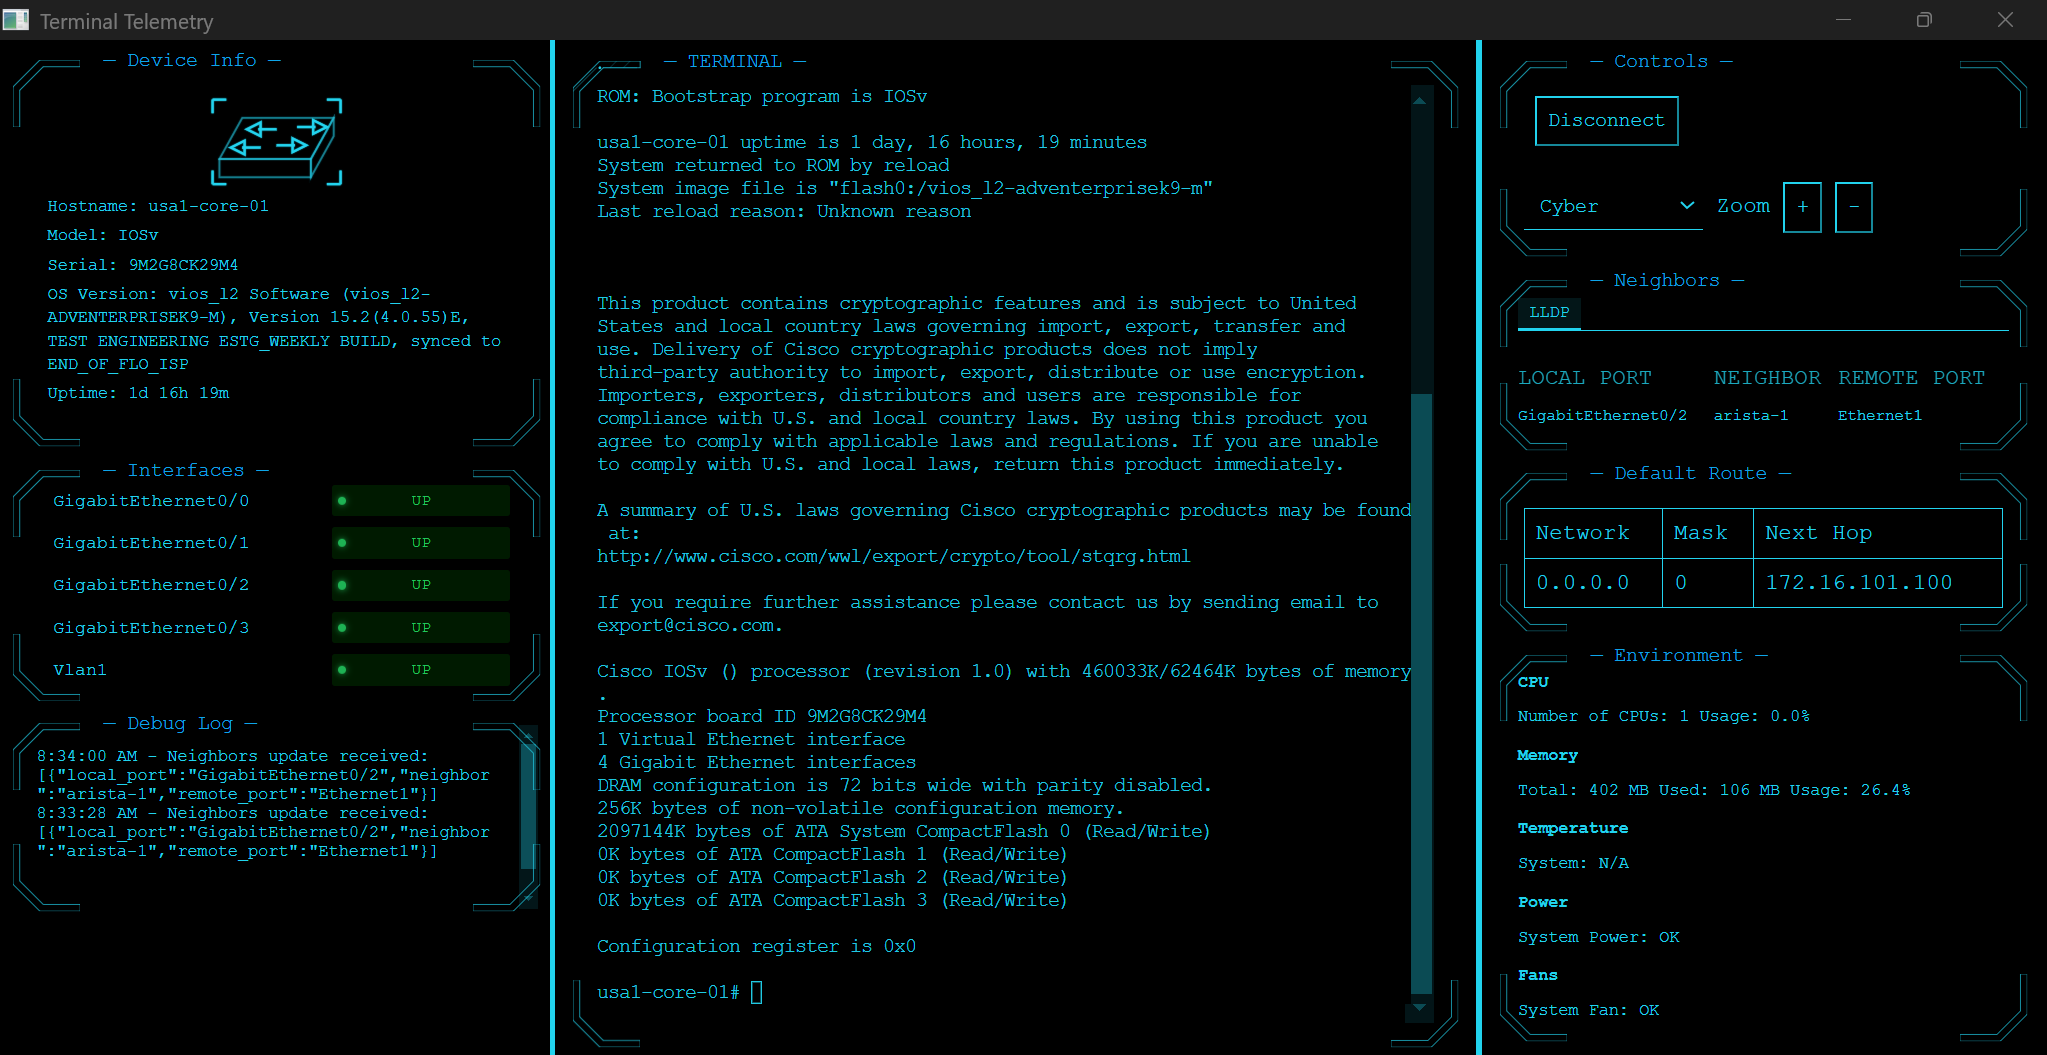 Terminal Telemetry
— Device Info —
Hostname: usa1-core-01
Model: IOSv
Serial: 9M2G8CK29M4
OS Version: vios_l2 Software (vios_l2-
ADVENTERPRISEK9-M), Version 15.2(4.0.55)E,
TEST ENGINEERING ESTG_WEEKLY BUILD, synced to
END_OF_FLO_ISP
Uptime: 1d 16h 19m
— Interfaces —
GigabitEthernet0/0 UP
GigabitEthernet0/1 UP
GigabitEthernet0/2 UP
GigabitEthernet0/3 UP
Vlan1 UP
— Debug Log —
8:34:00 AM - Neighbors update received:
[{"local_port":"GigabitEthernet0/2","neighbor
":"arista-1","remote_port":"Ethernet1"}]
8:33:28 AM - Neighbors update received:
[{"local_port":"GigabitEthernet0/2","neighbor
":"arista-1","remote_port":"Ethernet1"}]
— TERMINAL —
ROM: Bootstrap program is IOSv
usa1-core-01 uptime is 1 day, 16 hours, 19 minutes
System returned to ROM by reload
System image file is "flash0:/vios_l2-adventerprisek9-m"
Last reload reason: Unknown reason
This product contains cryptographic features and is subject to United
States and local country laws governing import, export, transfer and
use. Delivery of Cisco cryptographic products does not imply
third-party authority to import, export, distribute or use encryption.
Importers, exporters, distributors and users are responsible for
compliance with U.S. and local country laws. By using this product you
agree to comply with applicable laws and regulations. If you are unable
to comply with U.S. and local laws, return this product immediately.
A summary of U.S. laws governing Cisco cryptographic products may be found
at:
http://www.cisco.com/wwl/export/crypto/tool/stqrg.html
If you require further assistance please contact us by sending email to
export@cisco.com.
Cisco IOSv () processor (revision 1.0) with 460033K/62464K bytes of memory
.
Processor board ID 9M2G8CK29M4
1 Virtual Ethernet interface
4 Gigabit Ethernet interfaces
DRAM configuration is 72 bits wide with parity disabled.
256K bytes of non-volatile configuration memory.
2097144K bytes of ATA System CompactFlash 0 (Read/Write)
0K bytes of ATA CompactFlash 1 (Read/Write)
0K bytes of ATA CompactFlash 2 (Read/Write)
0K bytes of ATA CompactFlash 3 (Read/Write)
Configuration register is 0x0
usa1-core-01#
— Controls —
Disconnect
Cyber Zoom + -
— Neighbors —
LLDP
LOCAL PORT NEIGHBOR REMOTE PORT
GigabitEthernet0/2 arista-1 Ethernet1
— Default Route —
Network Mask Next Hop
0.0.0.0 0 172.16.101.100
— Environment —
CPU
Number of CPUs: 1 Usage: 0.0%
Memory
Total: 402 MB Used: 106 MB Usage: 26.4%
Temperature
System: N/A
Power
System Power: OK
Fans
System Fan: OK